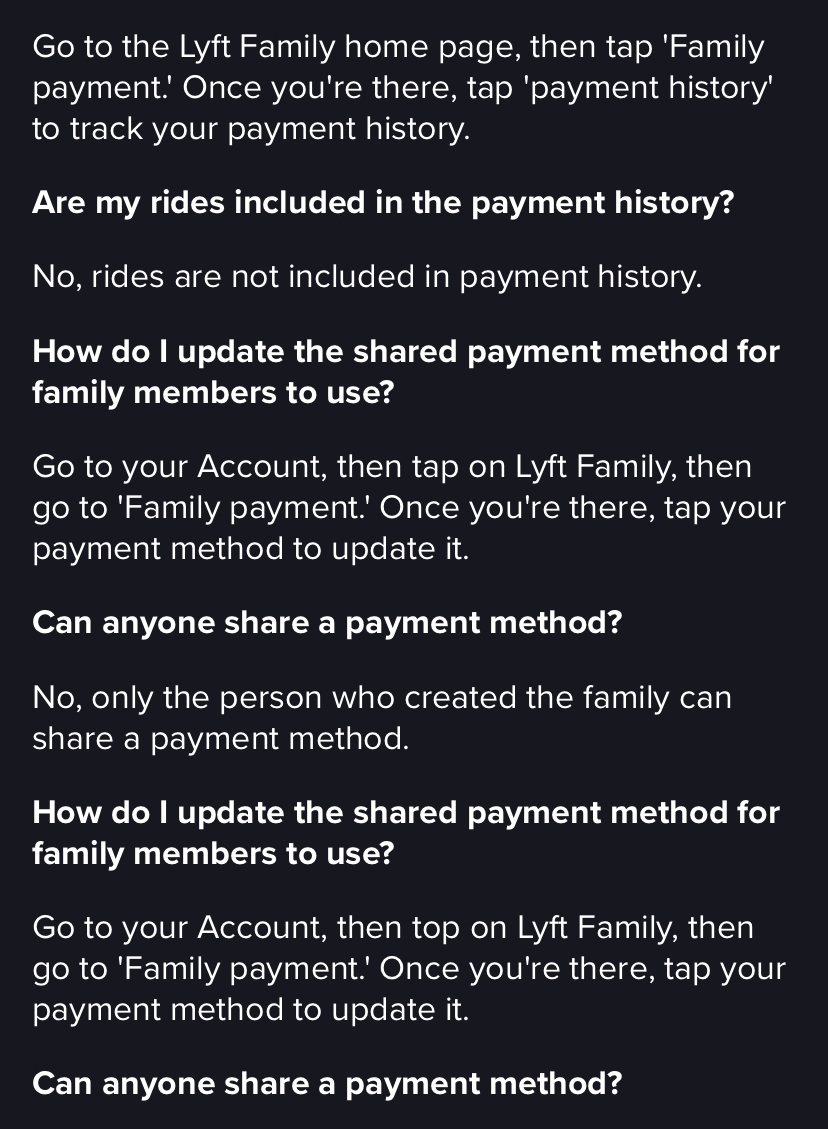 Go to the Lyft Family home page, then tap 'Family
payment.' Once you're there, tap 'payment history'
to track your payment history.
Are my rides included in the payment history?
No, rides are not included in payment history.
How do I update the shared payment method for
family members to use?
Go to your Account, then tap on Lyft Family, then
go to 'Family payment.' Once you're there, tap your
payment method to update it.
Can anyone share a payment method?
No, only the person who created the family can
share a payment method.
How do I update the shared payment method for
family members to use?
Go to your Account, then top on Lyft Family, then
go to 'Family payment.' Once you're there, tap your
payment method to update it.
Can anyone share a payment method?